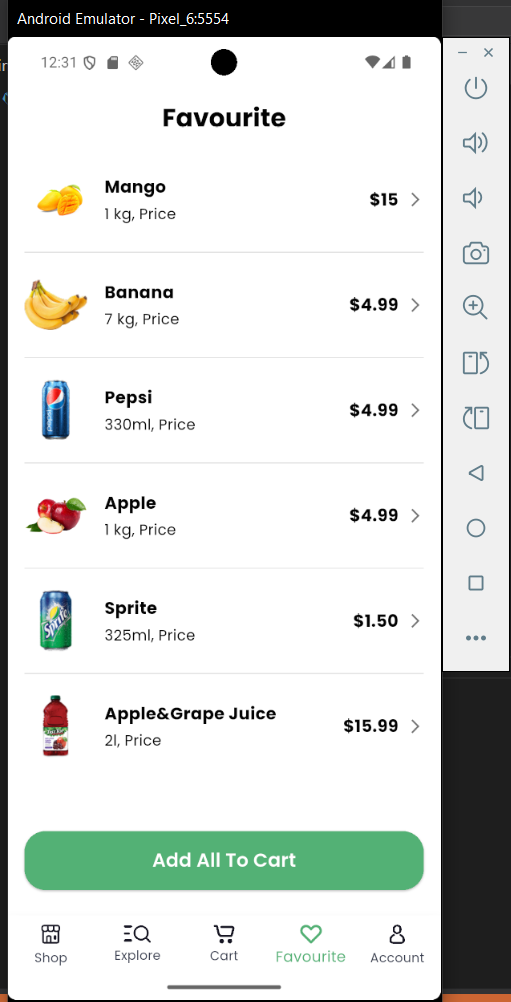 Android Emulator - Pixel_6:5554
12:31
Favourite
Mango
1 kg, Price
$15
Banana
7 kg, Price
$4.99
Pepsi
330ml, Price
$4.99
Apple
1 kg, Price
$4.99
Sprite
325ml, Price
$1.50
Apple&Grape Juice
2l, Price
$15.99
Add All To Cart
Shop
Explore
Cart
Favourite
Account